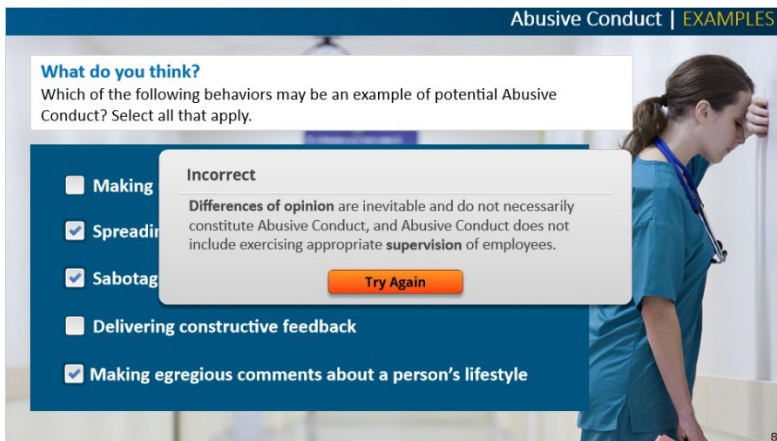 Abusive Conduct | EXAMPLES
What do you think?
Which of the following behaviors may be an example of potential Abusive
Conduct? Select all that apply.
Incorrect
Differences of opinion are inevitable and do not necessarily
constitute Abusive Conduct, and Abusive Conduct does not
include exercising appropriate supervision of employees.
Try Again
Making
Spreadin
Sabotag
Delivering constructive feedback
Making egregious comments about a person's lifestyle
8